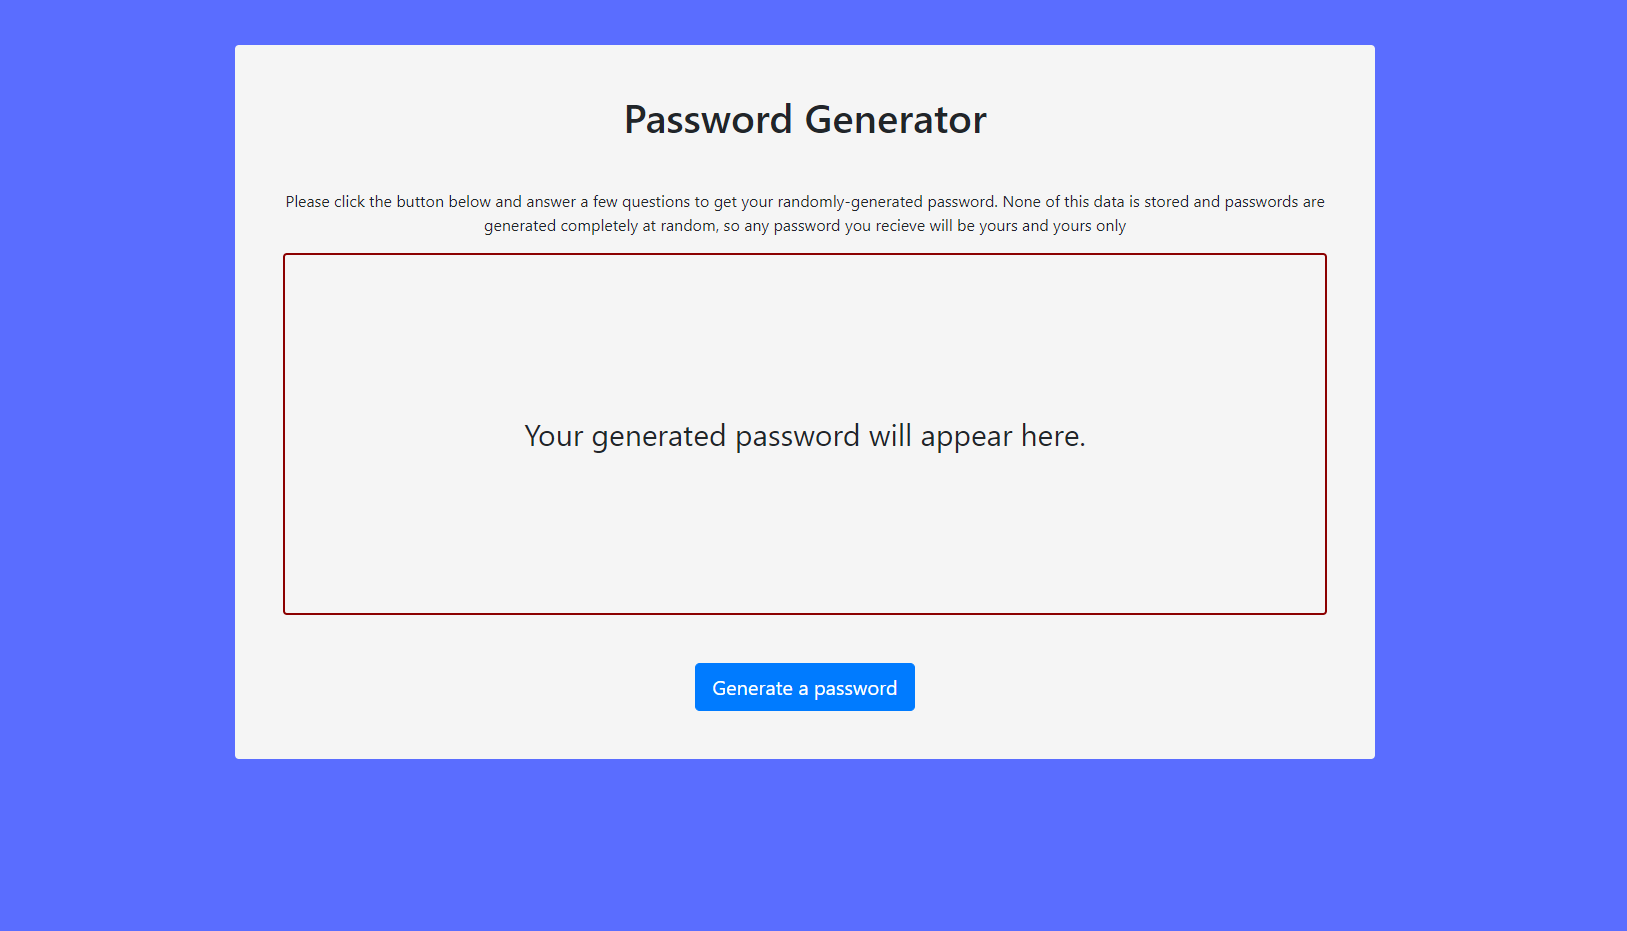 Password Generator
Please click the button below and answer a few questions to get your randomly-generated password. None of this data is stored and passwords are
generated completely at random, so any password you recieve will be yours and yours only
Your generated password will appear here.
Generate a password